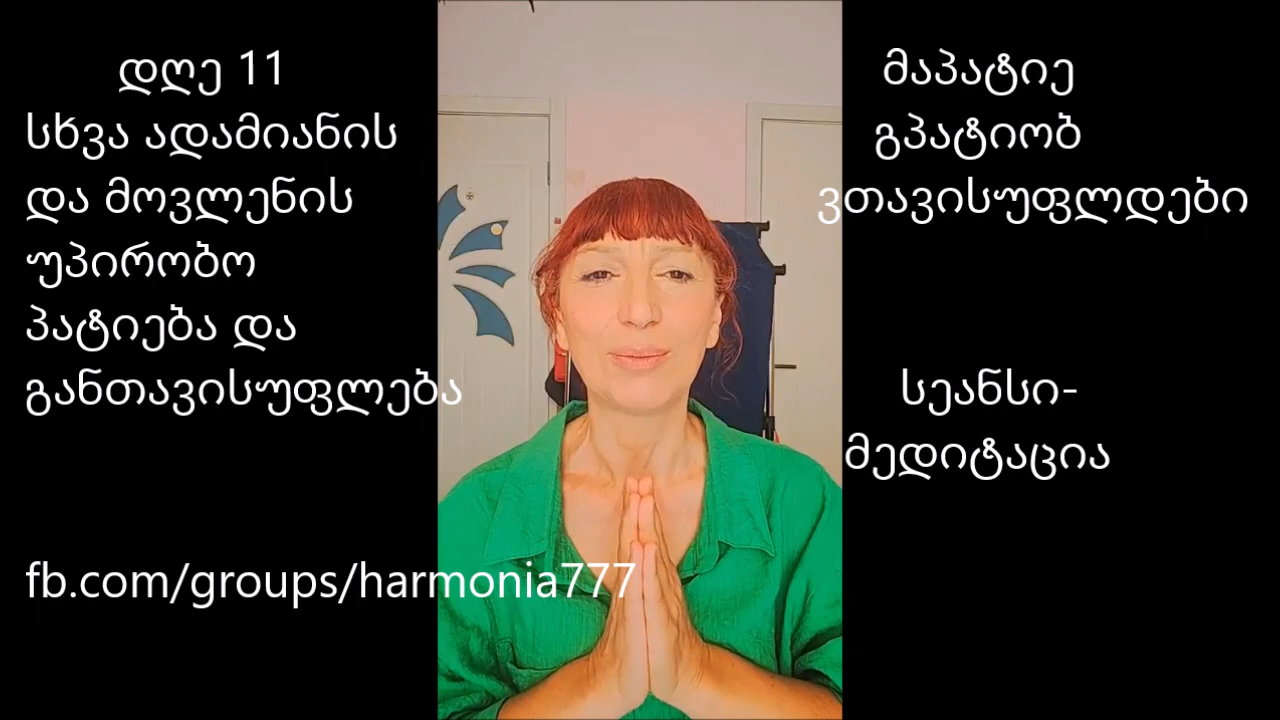 დღე 11
სხვა ადამიანის
და მოვლენის
უპირობო
პატიება და
განთავისუფლება
fb.com/groups/harmonia777
მაპატიე
გპატიობ
ვთავისუფლდები
სეანსი-
მედიტაცია